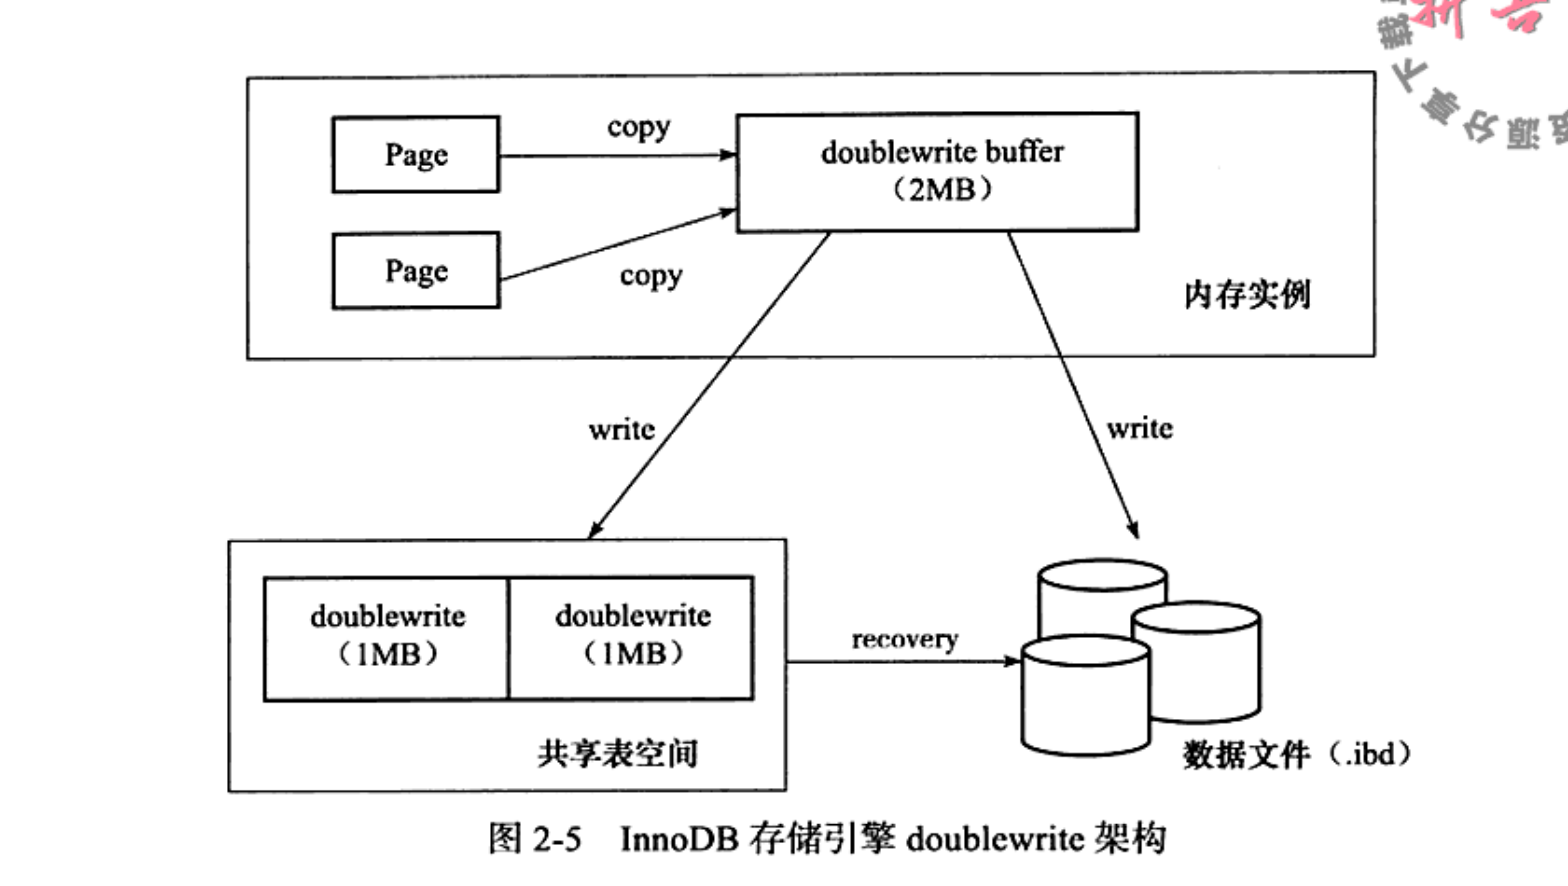 Page
copy
doublewrite buffer
（2MB）
Page
copy
内存实例
write
write
doublewrite
（1MB）
doublewrite
（1MB）
recovery
共享表空间
数据文件（.ibd）
图 2-5 InnoDB 存储引擎 doublewrite 架构